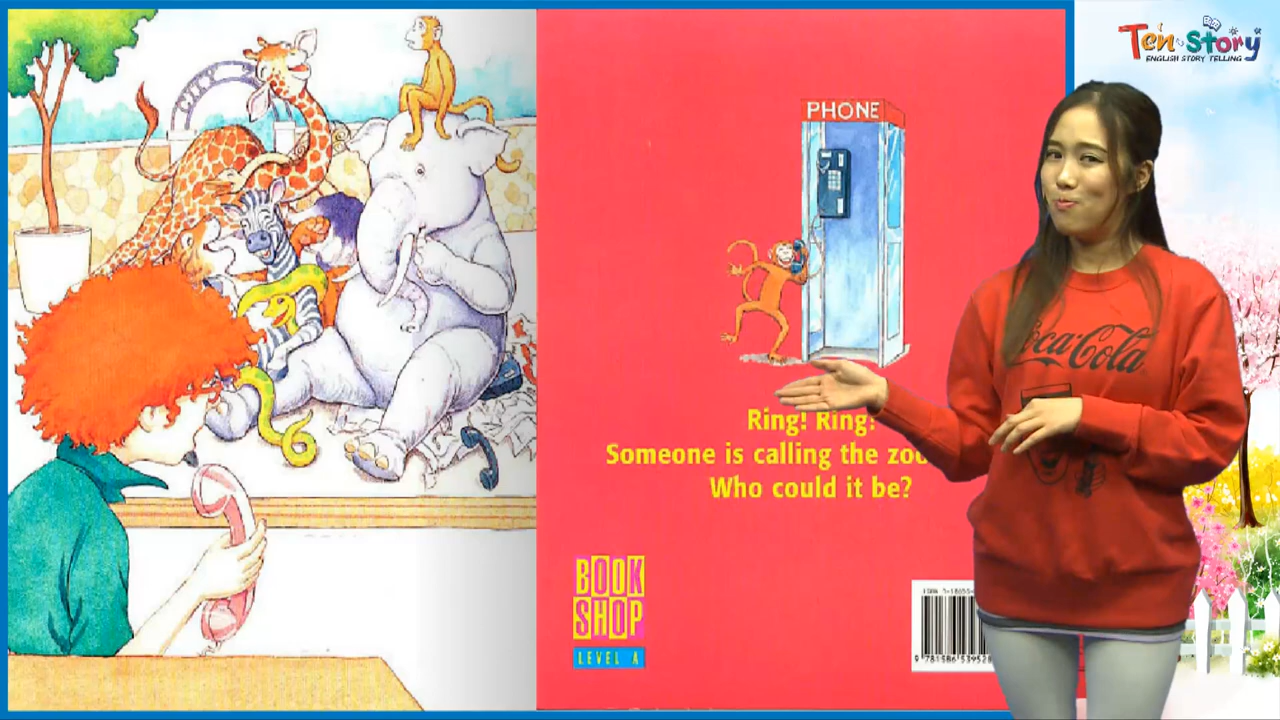 CITY
PHONE
Ring! Ring!
Someone is calling the
Who could it be?
BOOK
SHOP
LEVEL A
Ten Story
ENGLISH STORY TELLING
Coca-Cola